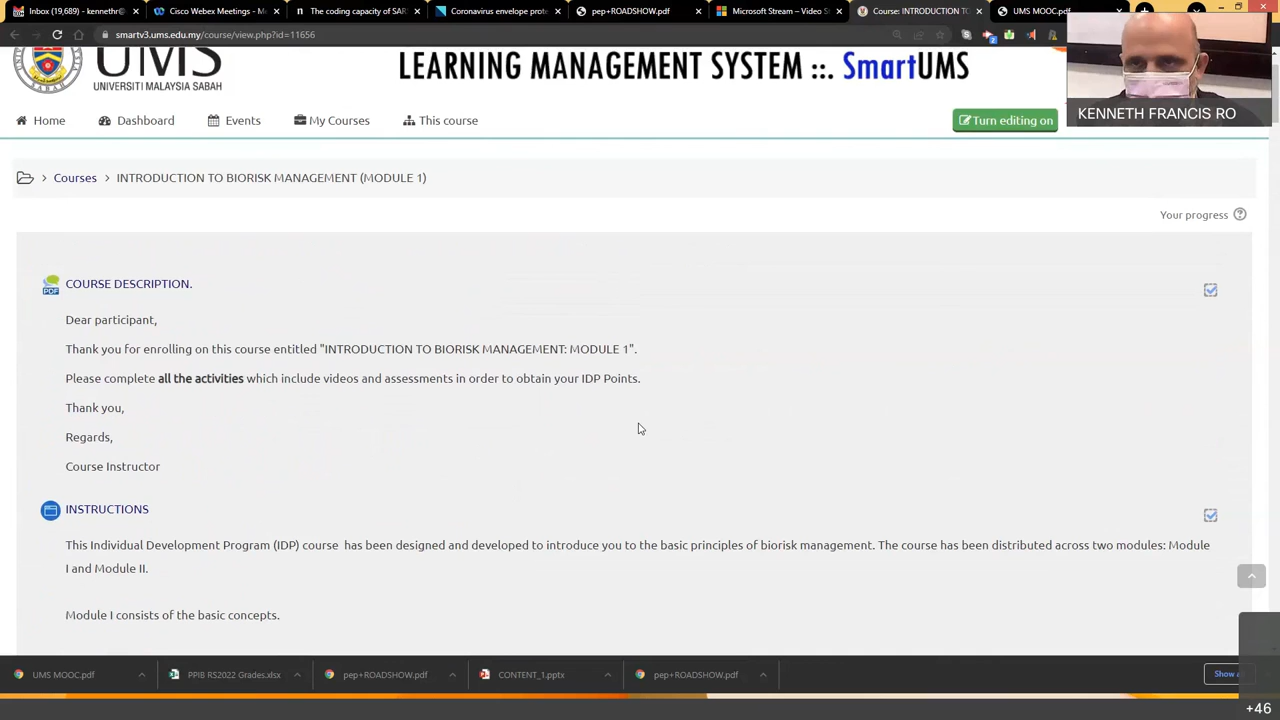 Inbox (19,689) - kennethr@
Cisco Webex Meetings - M
The coding capacity of SAR
Coronavirus envelope prote
pep+ROADSHOW.pdf
Microsoft Stream – Video S
Course: INTRODUCTION TO
UMS MOOC.pdf
smartv3.ums.edu.my/course/view.php?id=11656
UMS
UNIVERSITI MALAYSIA SABAH
LEARNING MANAGEMENT SYSTEM ::. SmartUMS
KENNETH FRANCIS RO
Home
Dashboard
Events
My Courses
This course
Turn editing on
Courses
INTRODUCTION TO BIORISK MANAGEMENT (MODULE 1)
Your progress
COURSE DESCRIPTION.
Dear participant,
Thank you for enrolling on this course entitled "INTRODUCTION TO BIORISK MANAGEMENT: MODULE 1".
Please complete all the activities which include videos and assessments in order to obtain your IDP Points.
Thank you,
Regards,
Course Instructor
INSTRUCTIONS
This Individual Development Program (IDP) course has been designed and developed to introduce you to the basic principles of biorisk management. The course has been distributed across two modules: Module
I and Module II.
Module I consists of the basic concepts.
UMS MOOC.pdf
PPIB RS2022 Grades.xlsx
pep+ROADSHOW.pdf
CONTENT_1.pptx
pep+ROADSHOW.pdf
Show
+46